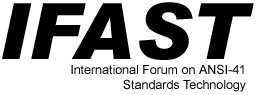 IFAST
International Forum on ANSI-41
Standards Technology